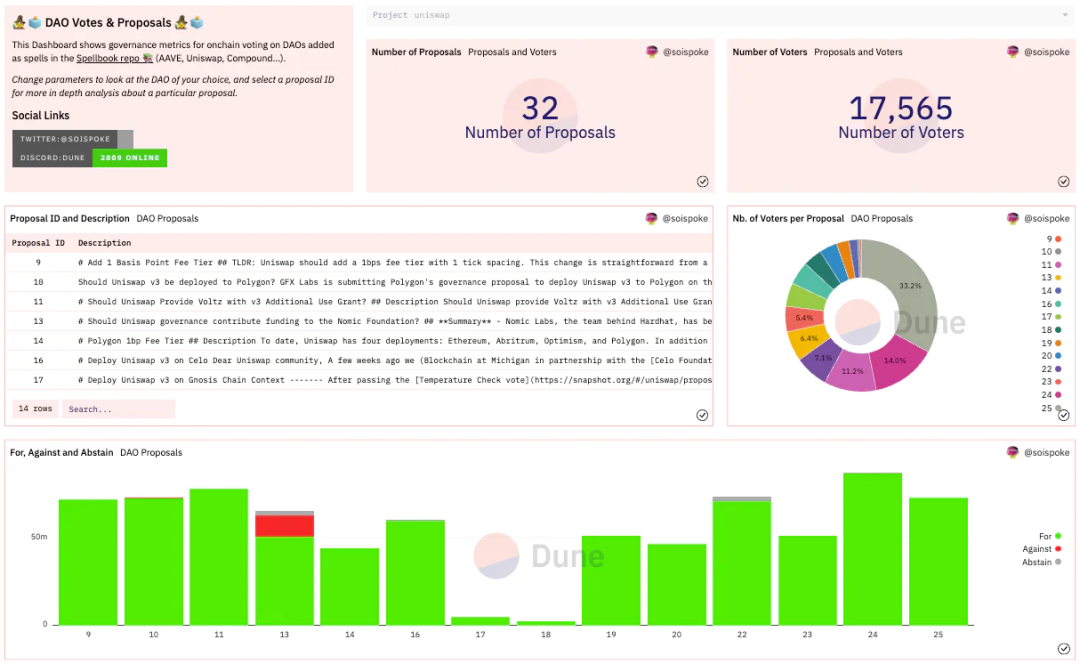 DAO Votes & Proposals
This Dashboard shows governance metrics for onchain voting on DAOs added
as spells in the Spellbook repo (AAVE, Uniswap, Compound...).
Change parameters to look at the DAO of your choice, and select a proposal ID
for more in depth analysis about a particular proposal.
Social Links
TWITTER:@SOISPOKE
DISCORD:DUNE 2809 ONLINE
Project uniswap
Number of Proposals Proposals and Voters @soispoke
32
Number of Proposals
Number of Voters Proposals and Voters @soispoke
17,565
Number of Voters
Proposal ID and Description DAO Proposals @soispoke
Proposal ID Description
9 # Add 1 Basis Point Fee Tier ## TLDR: Uniswap should add a 1bps fee tier with 1 tick spacing. This change is straightforward from a
10 Should Uniswap v3 be deployed to Polygon? GFX Labs is submitting Polygon's governance proposal to deploy Uniswap v3 to Polygon on th
11 # Should Uniswap Provide Voltz with v3 Additional Use Grant? ## Description Should Uniswap provide Voltz with v3 Additional Use Gran
13 # Should Uniswap governance contribute funding to the Nomic Foundation? ## **Summary** - Nomic Labs, the team behind Hardhat, has be
14 # Polygon 1bp Fee Tier ## Description To date, Uniswap has four deployments: Ethereum, Abritrum, Optimism, and Polygon. In addition
16 # Deploy Uniswap v3 on Celo Dear Uniswap community, A few weeks ago we (Blockchain at Michigan in partnership with the [Celo Foundat
17 # Deploy Uniswap v3 on Gnosis Chain Context ------- After passing the [Temperature Check vote](https://snapshot.org/#/uniswap/propos
14 rows Search...
Nb. of Voters per Proposal DAO Proposals @soispoke
33.2%
14.0%
11.2%
7.1%
6.4%
5.4%
Dune
9
10
11
13
14
16
17
18
19
20
22
23
24
25
For, Against and Abstain DAO Proposals @soispoke
50m
0
Dune
9 10 11 13 14 16 17 18 19 20 22 23 24 25
For
Against
Abstain